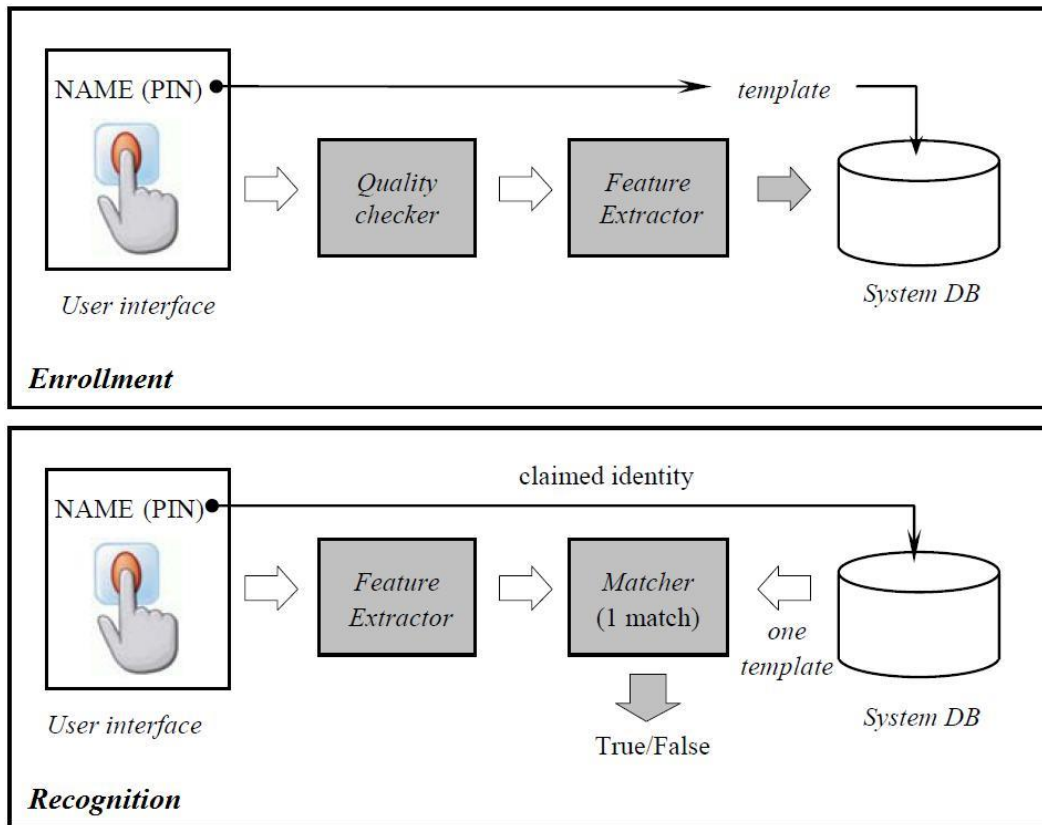 NAME (PIN)
template
Quality
checker
Feature
Extractor
User interface
System DB
Enrollment
claimed identity
NAME (PIN)
Feature
Extractor
Matcher
(1 match)
one
template
User interface
System DB
True/False
Recognition